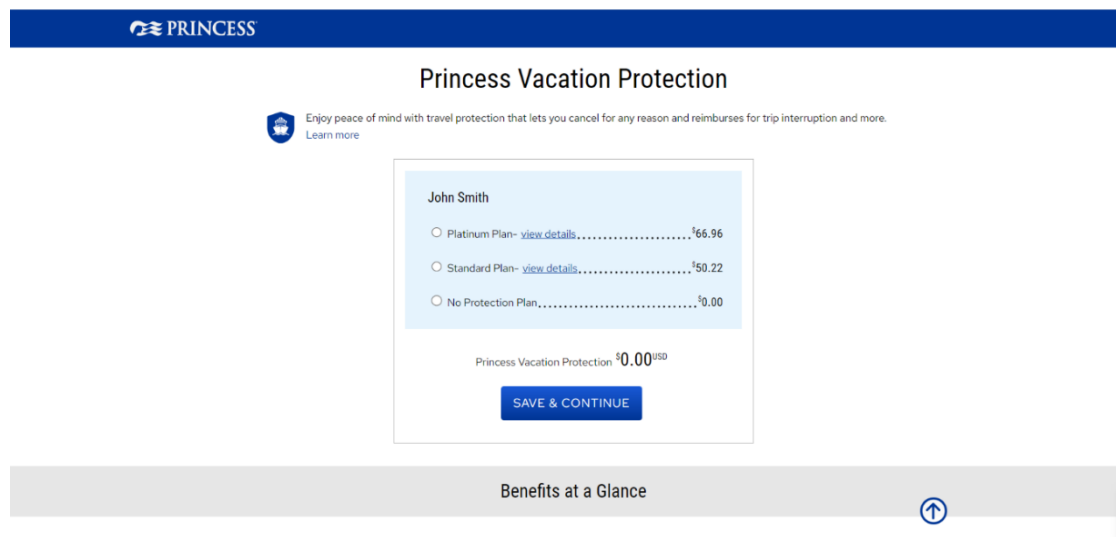 PRINCESS
Princess Vacation Protection
Enjoy peace of mind with travel protection that lets you cancel for any reason and reimburses for trip interruption and more.
Learn more
John Smith
Platinum Plan- view details.......................$66.96
Standard Plan- view details.......................$50.22
No Protection Plan................................$0.00
Princess Vacation Protection $0.00USD
SAVE & CONTINUE
Benefits at a Glance